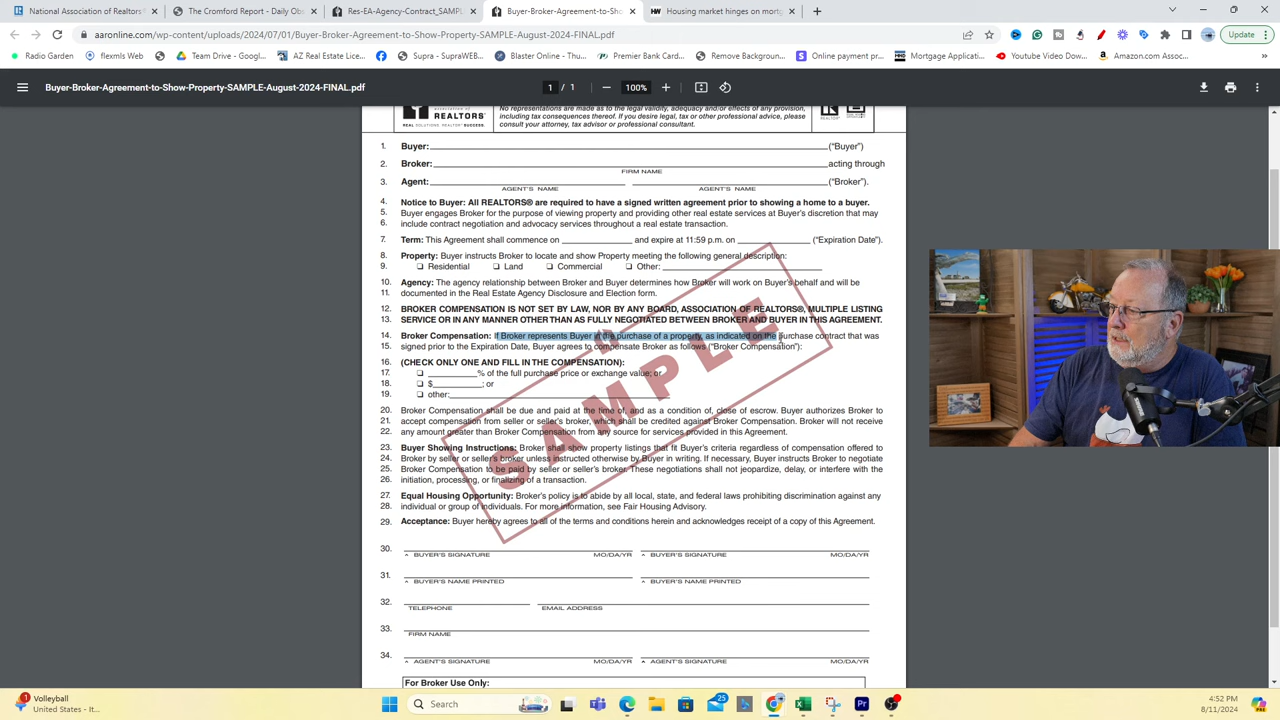 National Association of REA
The Cromford Report - Daily Obs
Res-EA-Agency-
Buyer-Broker-Agreement-to-Sho
Housing Market
aaronline.com/wp-content/uploads/2024/07/01/Buyer-Broker-Agreement-to-Show-Property-SAMPLE-August-2024-FINAL.pdf
Update
Radio Garden
flexmls Web
Team Drive - Googl...
Supra - SupraWEB...
Blaster Online - Thu...
Premier Bank Card...
Remove Backgroun...
Online payment pr...
Mortgage Applicati...
Youtube Video Dow...
Amazon.com Assoc...
Buyer-Broker-Agreement-to-Show-Property-SAMPLE-August-2024-FINAL.pdf
1 / 1
100%
REALTORS®
REAL SOLUTIONS. REALTOR® SUCCESS.
No representations are made as to the legal validity, adequacy and/or effects of any provision,
including tax consequences thereof. If you desire legal, tax or other professional advice, please
consult your attorney, tax advisor or professional consultant.
REALTOR®
1. Buyer: ("Buyer")
2. Broker: acting through
FIRM NAME
3. Agent: ("Broker").
AGENT'S NAME AGENT'S NAME
4. Notice to Buyer: All REALTORS® are required to have a signed written agreement prior to showing a home to a buyer.
5. Buyer engages Broker for the purpose of viewing property and providing other real estate services at Buyer's discretion that may
6. include contract negotiation and advocacy services throughout a real estate transaction.
7. Term: This Agreement shall commence on and expire at 11:59 p.m. on ("Expiration Date").
8. Property: Buyer instructs Broker to locate and show Property meeting the following general description:
9. Residential Land Commercial Other:
10. Agency: The agency relationship between Broker and Buyer determines how Broker will work on Buyer's behalf and will be
11. documented in the Real Estate Agency Disclosure and Election form.
12. BROKER COMPENSATION IS NOT SET BY LAW, NOR BY ANY BOARD, ASSOCIATION OF REALTORS®, MULTIPLE LISTING
13. SERVICE OR IN ANY MANNER OTHER THAN AS FULLY NEGOTIATED BETWEEN BROKER AND BUYER IN THIS AGREEMENT.
14. Broker Compensation: If Broker represents Buyer in the purchase of a property, as indicated on the purchase contract that was
15. signed prior to the Expiration Date, Buyer agrees to compensate Broker as follows ("Broker Compensation"):
16. (CHECK ONLY ONE AND FILL IN THE COMPENSATION):
17. % of the full purchase price or exchange value; or
18. $ ; or
19. other:
20. Broker Compensation shall be due and paid at the time of, and as a condition of, close of escrow. Buyer authorizes Broker to
21. accept compensation from seller or seller's broker, which shall be credited against Broker Compensation. Broker will not receive
22. any amount greater than Broker Compensation from any source for services provided in this Agreement.
23. Buyer Showing Instructions: Broker shall show property listings that fit Buyer's criteria regardless of compensation offered to
24. Broker by seller or seller's broker unless instructed otherwise by Buyer in writing. If necessary, Buyer instructs Broker to negotiate
25. Broker Compensation to be paid by seller or seller's broker. These negotiations shall not jeopardize, delay, or interfere with the
26. initiation, processing, or finalizing of a transaction.
27. Equal Housing Opportunity: Broker's policy is to abide by all local, state, and federal laws prohibiting discrimination against any
28. individual or group of individuals. For more information, see Fair Housing Advisory.
29. Acceptance: Buyer hereby agrees to all of the terms and conditions herein and acknowledges receipt of a copy of this Agreement.
SAMPLE
30.
^ BUYER'S SIGNATURE MO/DA/YR ^ BUYER'S SIGNATURE MO/DA/YR
31.
^ BUYER'S NAME PRINTED ^ BUYER'S NAME PRINTED
32.
TELEPHONE EMAIL ADDRESS
33.
FIRM NAME
34.
^ AGENT'S SIGNATURE MO/DA/YR ^ AGENT'S SIGNATURE MO/DA/YR
For Broker Use Only:
1
Volleyball
United States - It...
Search
25
4:52 PM
8/11/2024